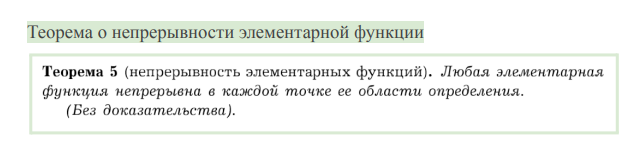 Теорема о непрерывности элементарной функции
Теорема 5 (непрерывность элементарных функций). Любая элементарная
функция непрерывна в каждой точке ее области определения.
(Без доказательства).